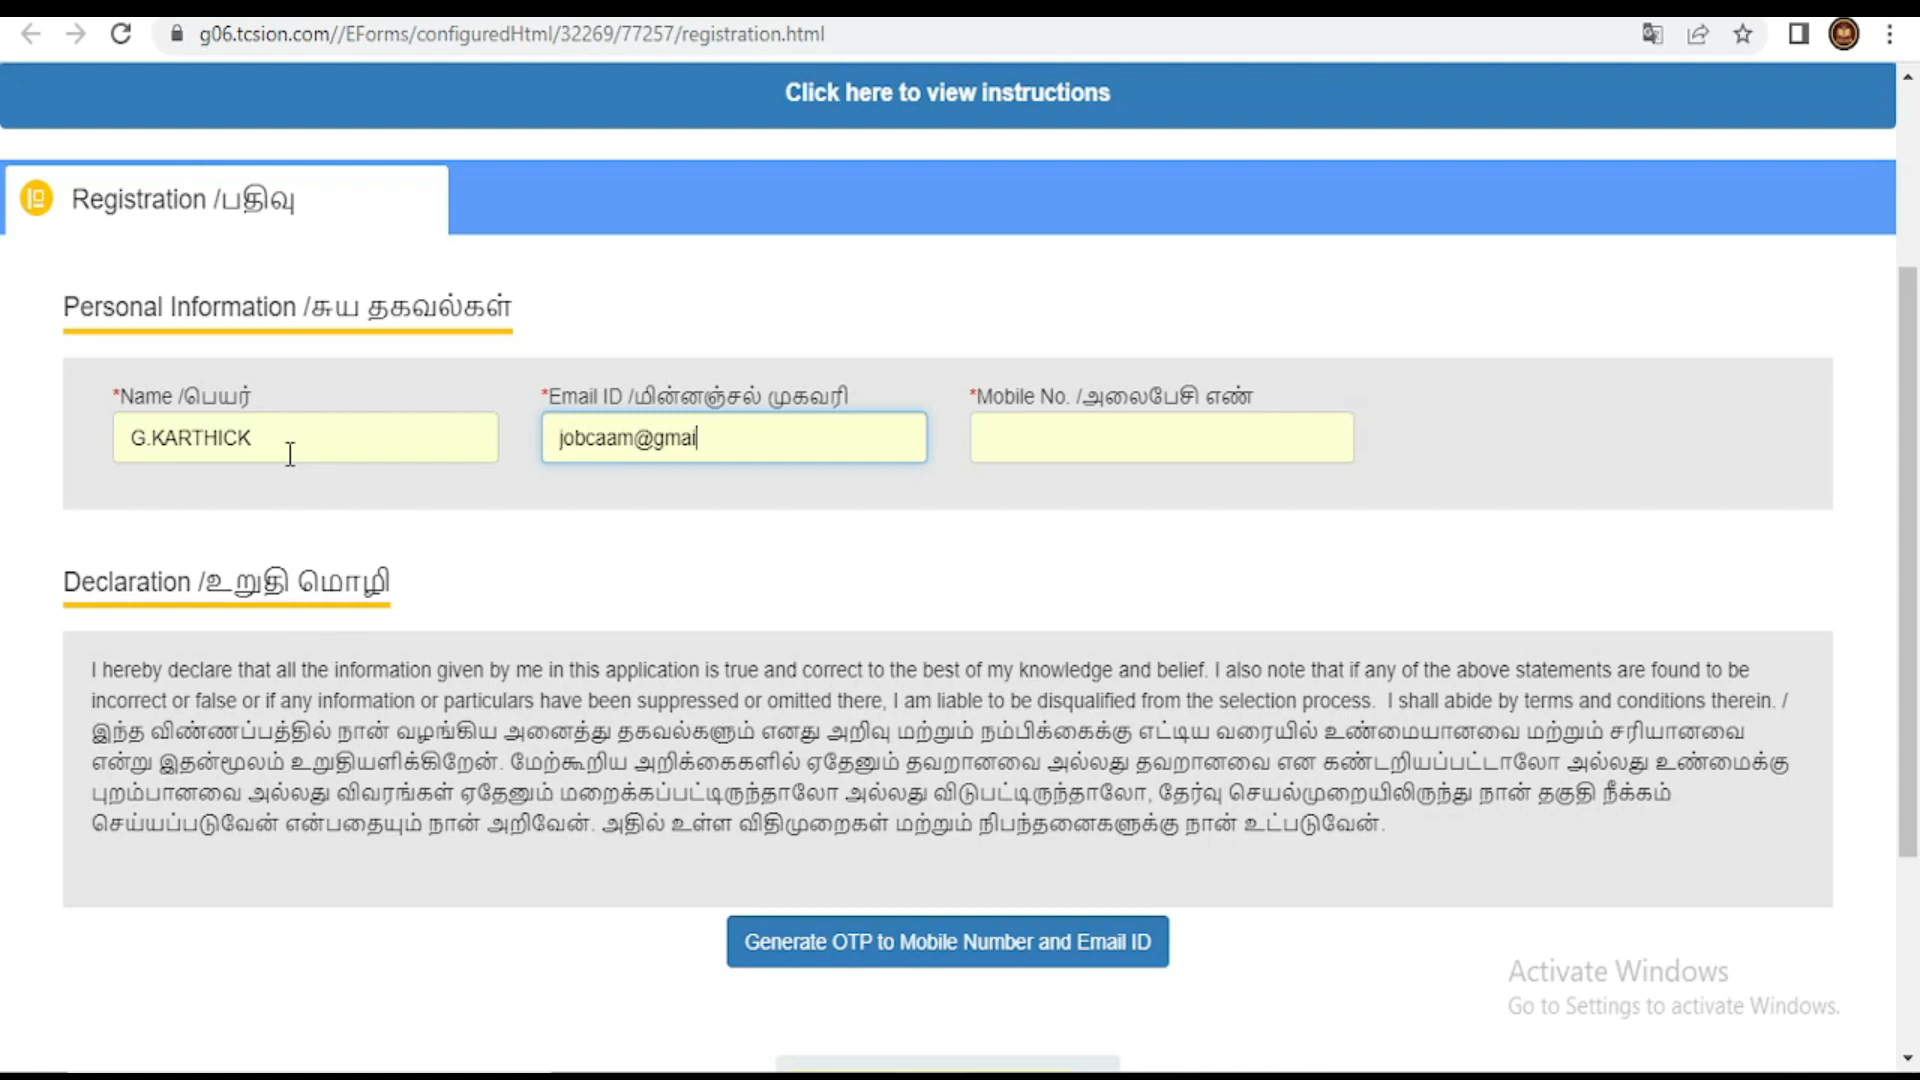 g06.tcsion.com//EForms/configuredHtml/32269/77257/registration.html
Click here to view instructions
Registration /பதிவு
Personal Information /சுய தகவல்கள்
*Name /பெயர்
*Email ID /மின்னஞ்சல் முகவரி
*Mobile No. /அலைபேசி எண்
G.KARTHICK
jobcaam@gmai
Declaration /உறுதி மொழி
I hereby declare that all the information given by me in this application is true and correct to the best of my knowledge and belief. I also note that if any of the above statements are found to be
incorrect or false or if any information or particulars have been suppressed or omitted there, I am liable to be disqualified from the selection process. I shall abide by terms and conditions therein. /
இந்த விண்ணப்பத்தில் நான் வழங்கிய அனைத்து தகவல்களும் எனது அறிவு மற்றும் நம்பிக்கைக்கு எட்டிய வரையில் உண்மையானவை மற்றும் சரியானவை
என்று இதன்மூலம் உறுதியளிக்கிறேன். மேற்கூறிய அறிக்கைகளில் ஏதேனும் தவறானவை அல்லது தவறானவை என கண்டறியப்பட்டாலோ அல்லது உண்மைக்கு
புறம்பானவை அல்லது விவரங்கள் ஏதேனும் மறைக்கப்பட்டிருந்தாலோ அல்லது விடுபட்டிருந்தாலோ, தேர்வு செயல்முறையிலிருந்து நான் தகுதி நீக்கம்
செய்யப்படுவேன் என்பதையும் நான் அறிவேன். அதில் உள்ள விதிமுறைகள் மற்றும் நிபந்தனைகளுக்கு நான் உட்படுவேன்.
Generate OTP to Mobile Number and Email ID
Activate Windows
Go to Settings to activate Windows.